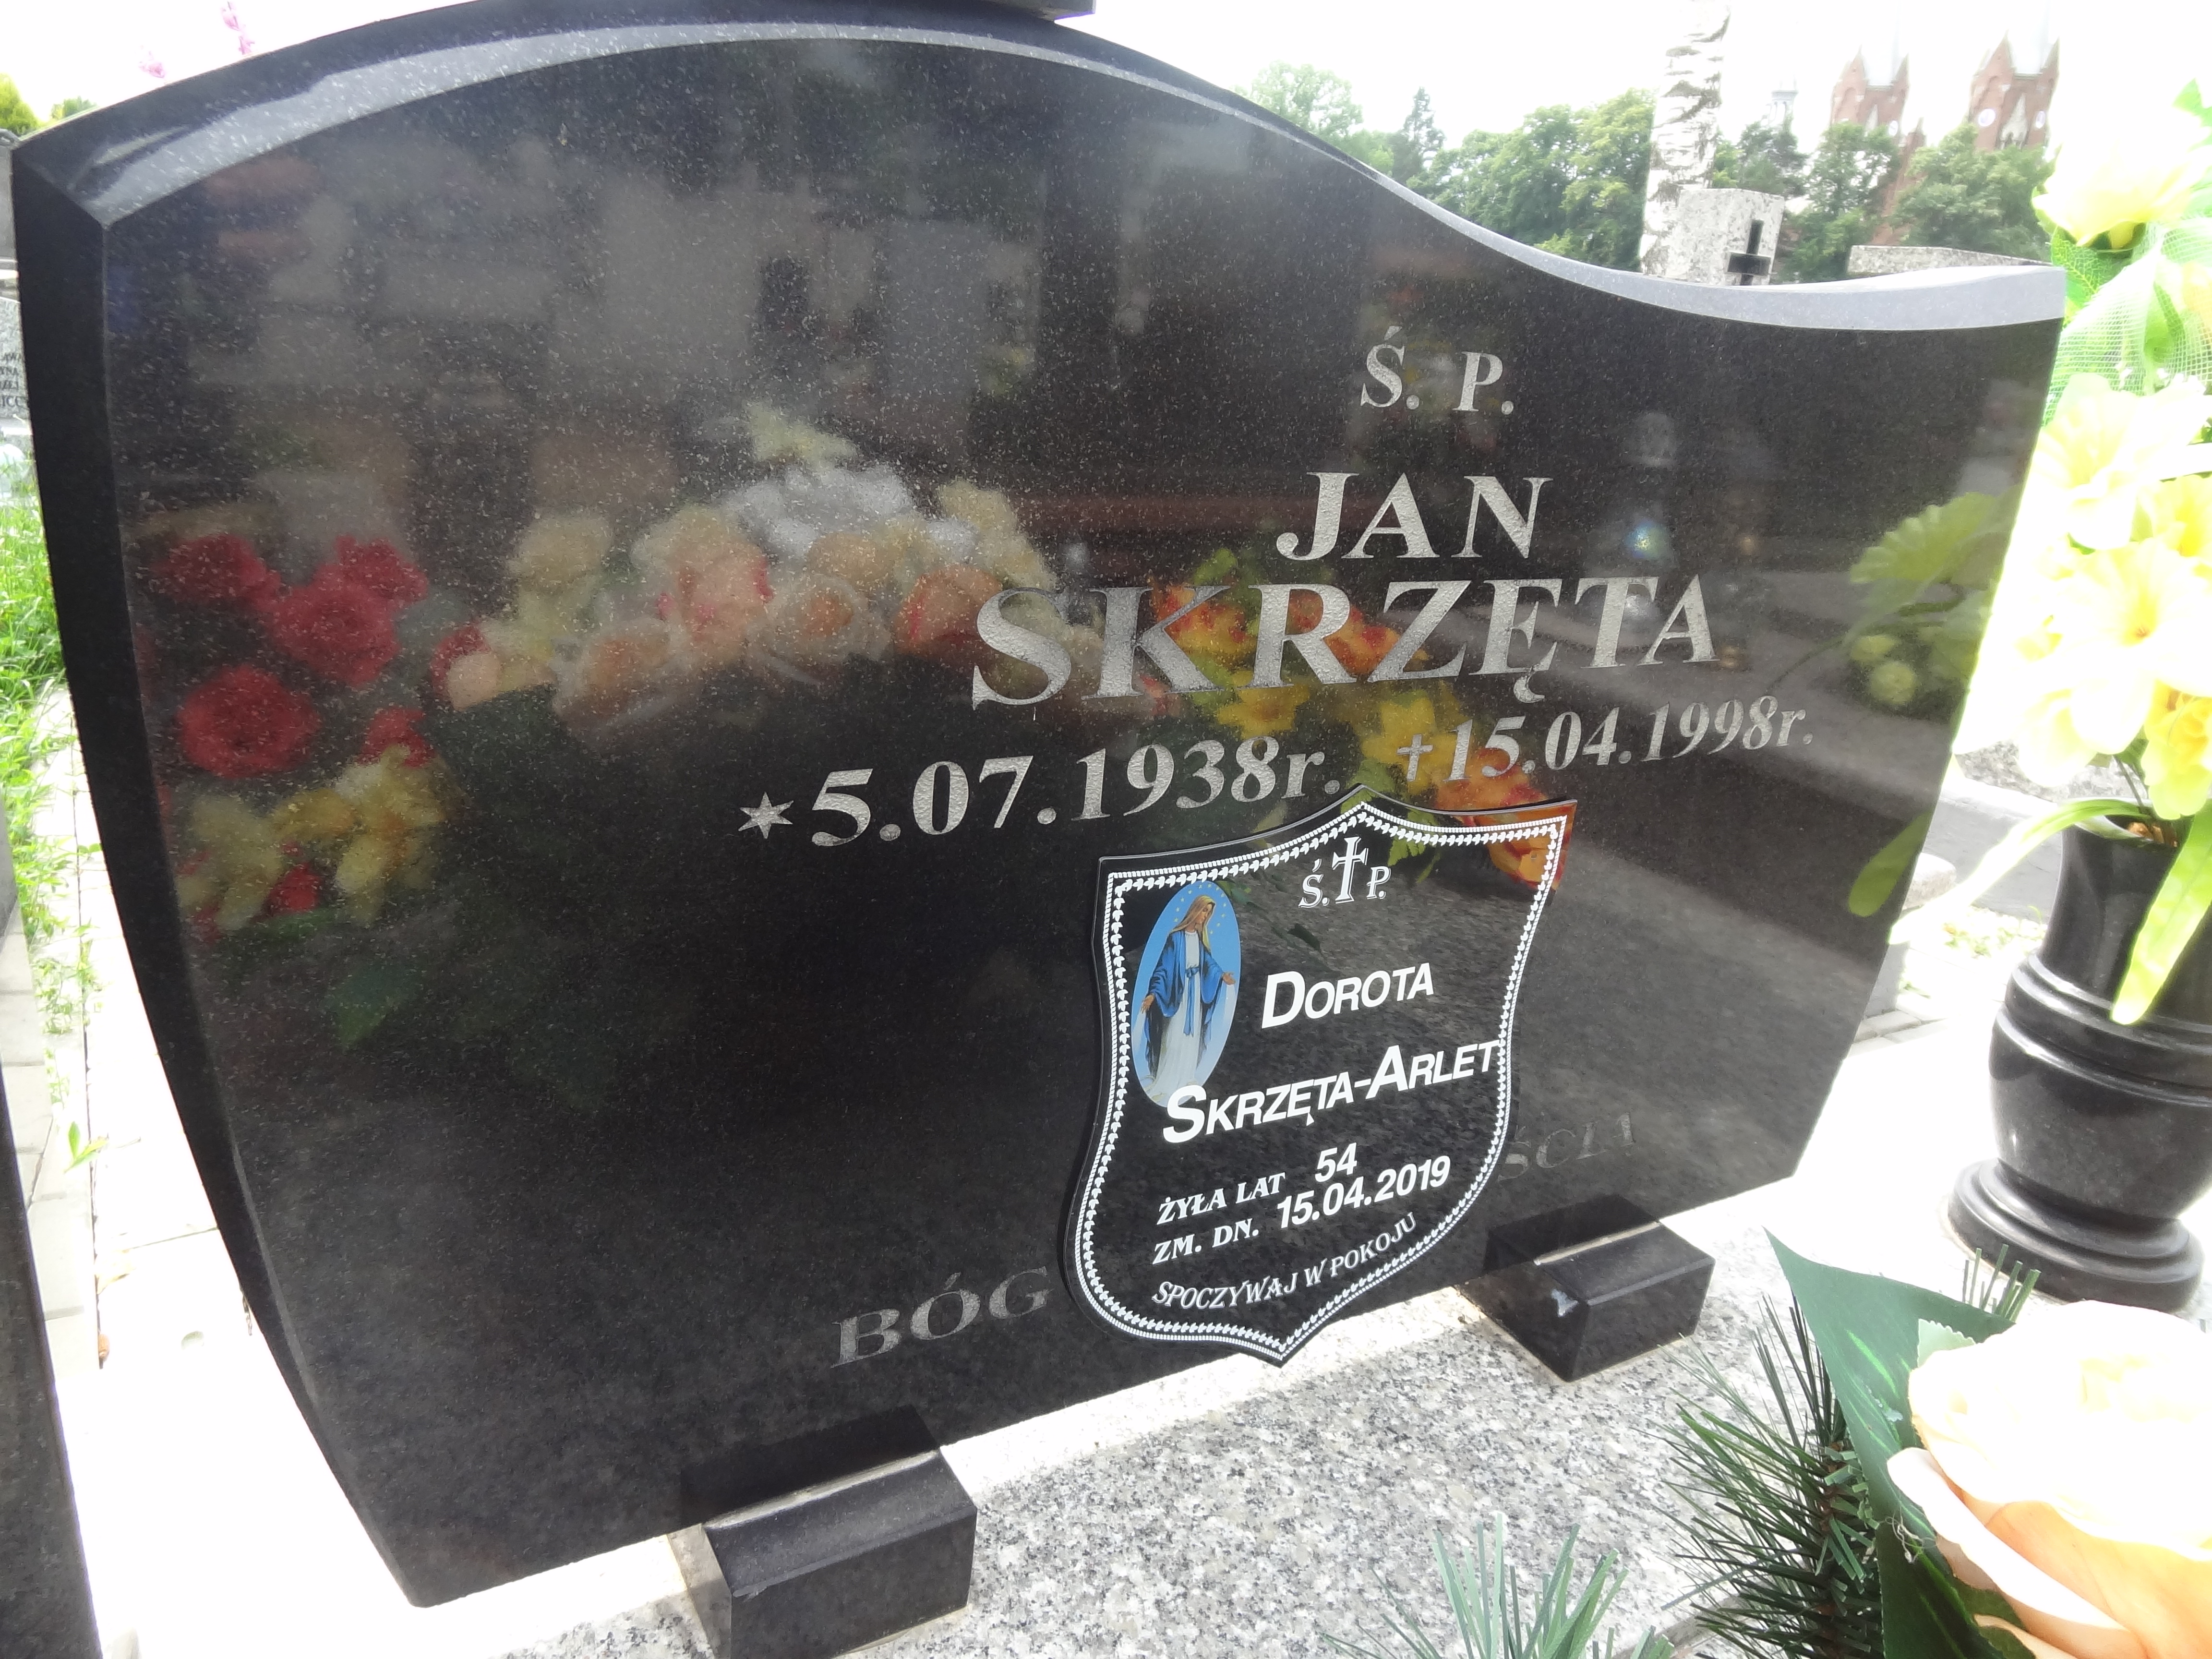 Ś. P.
JAN
SKRZĘTA
*5.07.1938r. †15.04.1998r.
Ś. P.
DOROTA
SKRZĘTA-ARLET
ŻYŁA LAT 54
ZM. DN. 15.04.2019
SPOCZYWAJ W POKOJU
BÓG